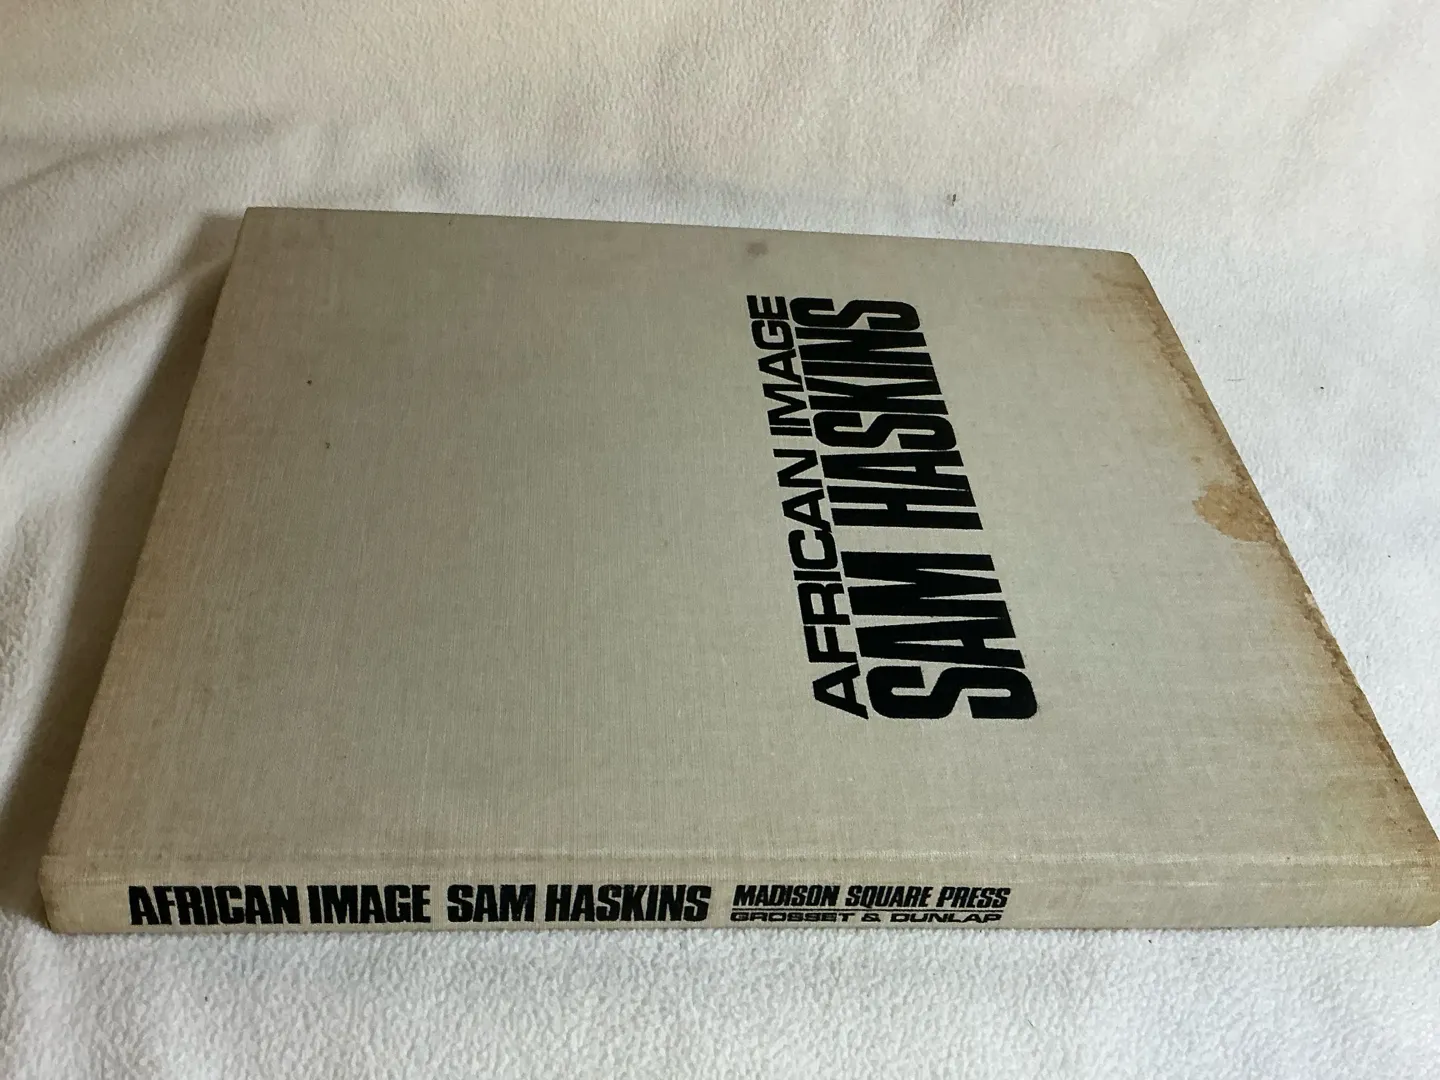 AFRICAN IMAGE
SAM HASKINS
AFRICAN IMAGE SAM HASKINS MADISON SQUARE PRESS
GROSSET & DUNLAP